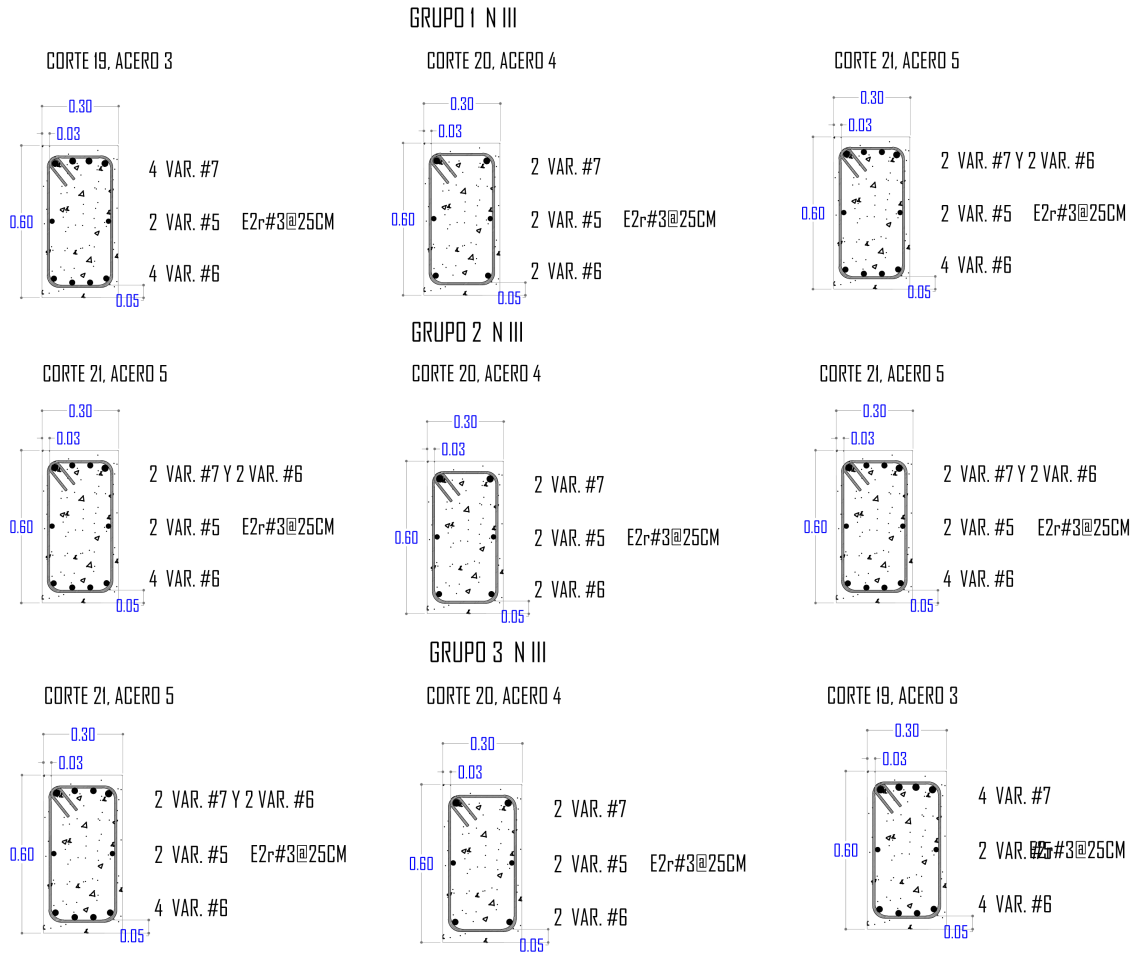 GRUPO 1 N III
CORTE 19, ACERO 3
0.30
0.03
0.60
0.05
4 VAR. #7
2 VAR. #5 E2r#3@25CM
4 VAR. #6
CORTE 20, ACERO 4
0.30
0.03
0.60
0.05
2 VAR. #7
2 VAR. #5 E2r#3@25CM
2 VAR. #6
CORTE 21, ACERO 5
0.30
0.03
0.60
0.05
2 VAR. #7 Y 2 VAR. #6
2 VAR. #5 E2r#3@25CM
4 VAR. #6
GRUPO 2 N III
CORTE 21, ACERO 5
0.30
0.03
0.60
0.05
2 VAR. #7 Y 2 VAR. #6
2 VAR. #5 E2r#3@25CM
4 VAR. #6
CORTE 20, ACERO 4
0.30
0.03
0.60
0.05
2 VAR. #7
2 VAR. #5 E2r#3@25CM
2 VAR. #6
CORTE 21, ACERO 5
0.30
0.03
0.60
0.05
2 VAR. #7 Y 2 VAR. #6
2 VAR. #5 E2r#3@25CM
4 VAR. #6
GRUPO 3 N III
CORTE 21, ACERO 5
0.30
0.03
0.60
0.05
2 VAR. #7 Y 2 VAR. #6
2 VAR. #5 E2r#3@25CM
4 VAR. #6
CORTE 20, ACERO 4
0.30
0.03
0.60
0.05
2 VAR. #7
2 VAR. #5 E2r#3@25CM
2 VAR. #6
CORTE 19, ACERO 3
0.30
0.03
0.60
0.05
4 VAR. #7
2 VAR. #5 E2r#3@25CM
4 VAR. #6